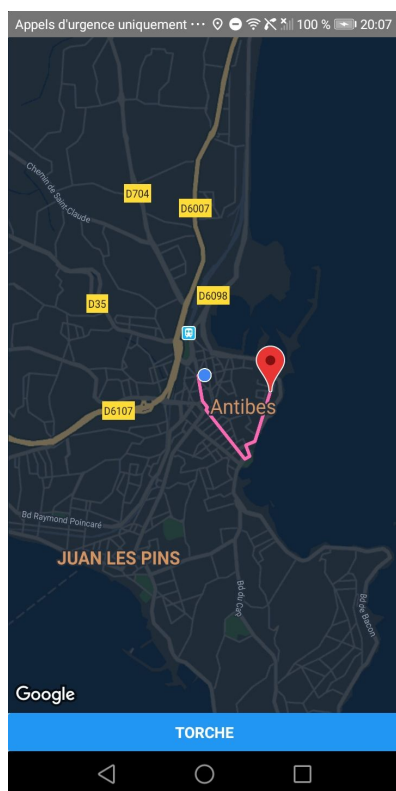 Appels d'urgence uniquement ··· 100 % 20:07
Chemin de Saint-Claude
D704
D6007
D35
D6098
Antibes
D6107
Bd Raymond Poincaré
JUAN LES PINS
Bd du Cap
Bd de Bacon
Google
TORCHE